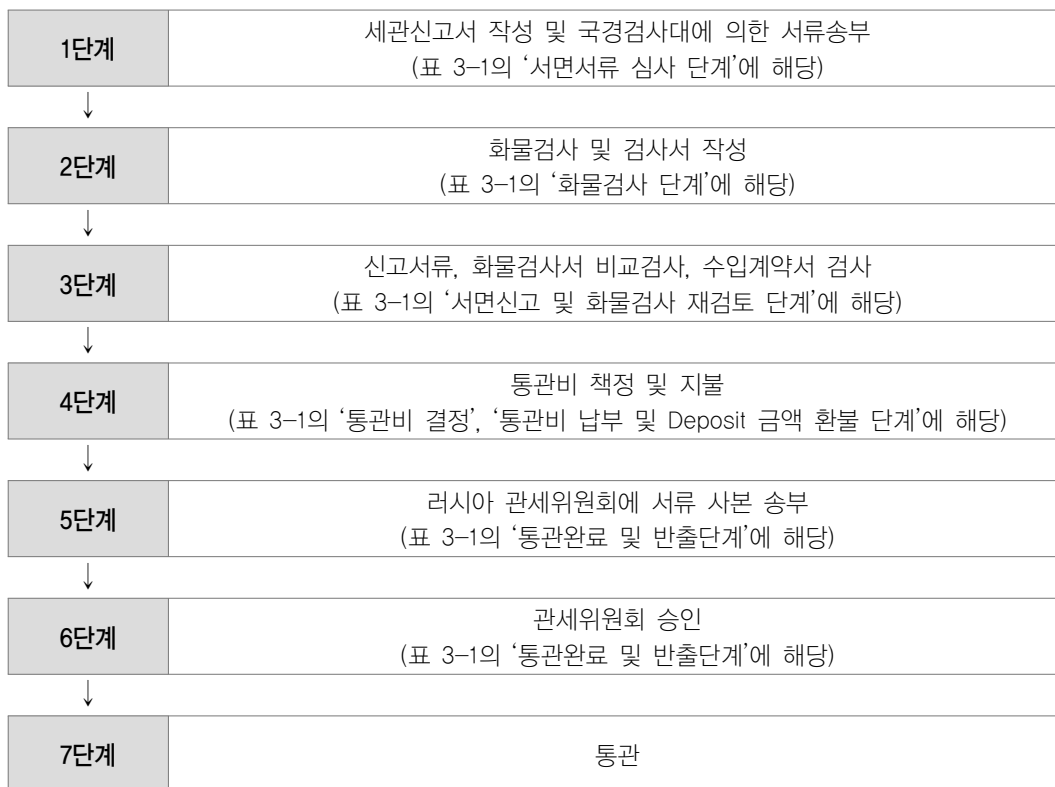 1단계
세관신고서 작성 및 국경검사대에 의한 서류송부
(표 3-1의 ‘서면서류 심사 단계’에 해당)
↓
2단계
화물검사 및 검사서 작성
(표 3-1의 ‘화물검사 단계’에 해당)
↓
3단계
신고서류, 화물검사서 비교검사, 수입계약서 검사
(표 3-1의 ‘서면신고 및 화물검사 재검토 단계’에 해당)
↓
4단계
통관비 책정 및 지불
(표 3-1의 ‘통관비 결정’, ‘통관비 납부 및 Deposit 금액 환불 단계’에 해당)
↓
5단계
러시아 관세위원회에 서류 사본 송부
(표 3-1의 ‘통관완료 및 반출단계’에 해당)
↓
6단계
관세위원회 승인
(표 3-1의 ‘통관완료 및 반출단계’에 해당)
↓
7단계
통관